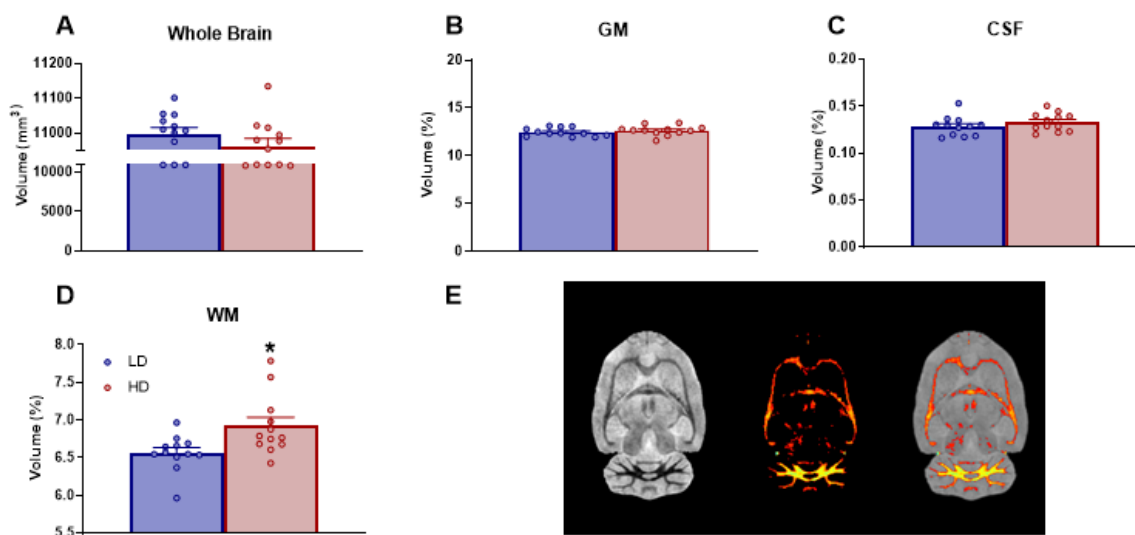 A
Whole Brain
Volume (mm³)
11200
11100
11000
10000
5000
0
B
GM
Volume (%)
20
15
10
5
0
C
CSF
Volume (%)
0.20
0.15
0.10
0.05
0.00
D
WM
Volume (%)
8.0
7.5
7.0
6.5
6.0
5.5
LD
HD
*
E